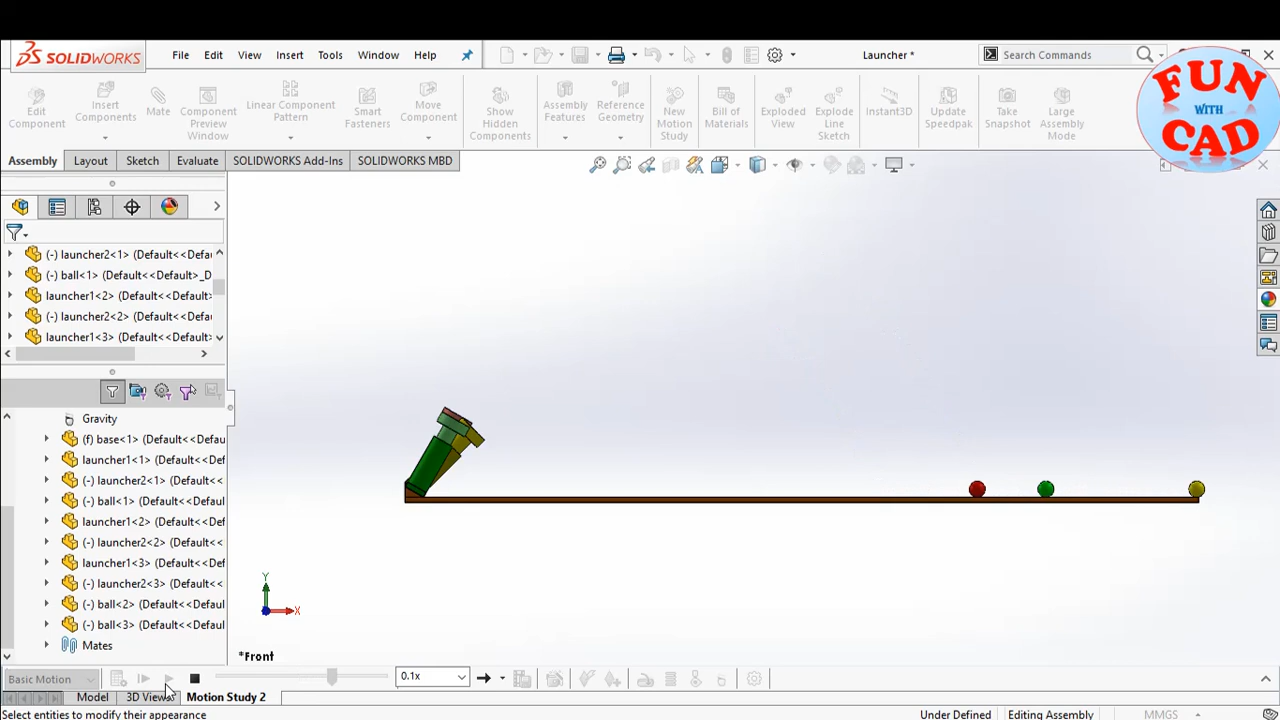 SOLIDWORKS File Edit View Insert Tools Window Help Launcher * Search Commands
Edit Component Insert Components Mate Component Preview Window Linear Component Pattern Smart Fasteners Move Component Show Hidden Components Assembly Features Reference Geometry New Motion Study Bill of Materials Exploded View Explode Line Sketch Instant3D Update Speedpak Take Snapshot Large Assembly Mode
FUN
WITH
CAD
Assembly Layout Sketch Evaluate SOLIDWORKS Add-Ins SOLIDWORKS MBD
(-) launcher2<1> (Default<<Defau
(-) ball<1> (Default<<Default>_D
launcher1<2> (Default<<Default>
(-) launcher2<2> (Default<<Defau
launcher1<3> (Default<<Default>
Gravity
(f) base<1> (Default<<Defau
launcher1<1> (Default<<Def
(-) launcher2<1> (Default<<
(-) ball<1> (Default<<Defaul
launcher1<2> (Default<<Def
(-) launcher2<2> (Default<<
launcher1<3> (Default<<Def
(-) launcher2<3> (Default<<
(-) ball<2> (Default<<Defaul
(-) ball<3> (Default<<Defaul
Mates
Y
X
*Front
Basic Motion 0.1x
Model 3D Views Motion Study 2
Select entities to modify their appearance Under Defined Editing Assembly MMGS